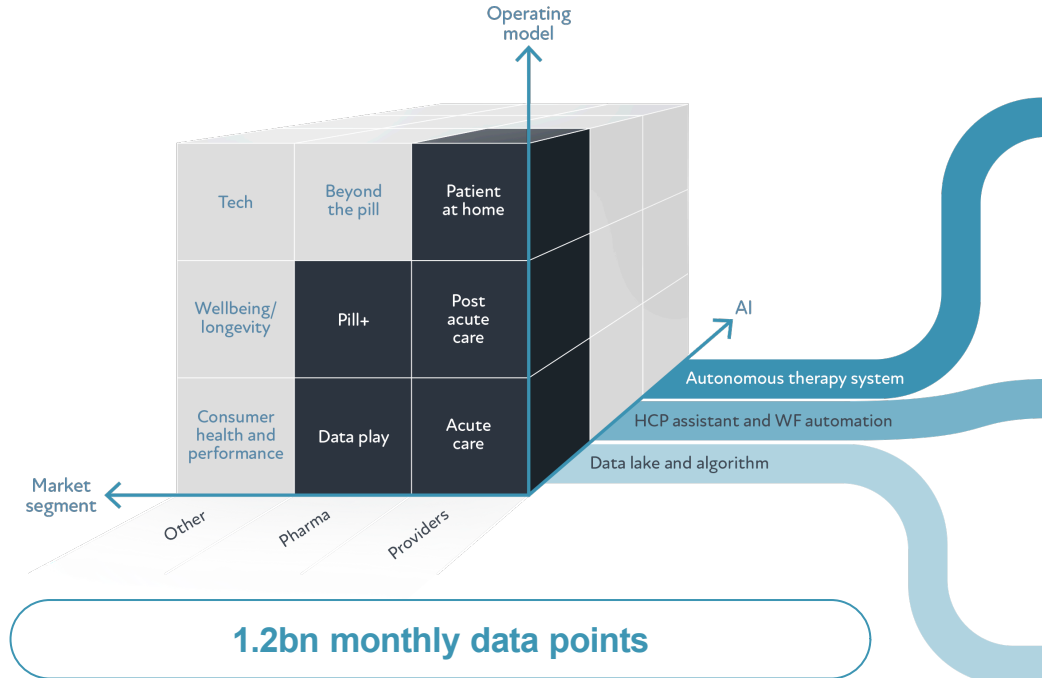 Operating
model
Tech
Beyond
the pill
Patient
at home
Wellbeing/
longevity
Pill+
Post
acute
care
AI
Autonomous therapy system
HCP assistant and WF automation
Consumer
health and
performance
Data play
Acute
care
Data lake and algorithm
Market
segment
Other
Pharma
Providers
1.2bn monthly data points